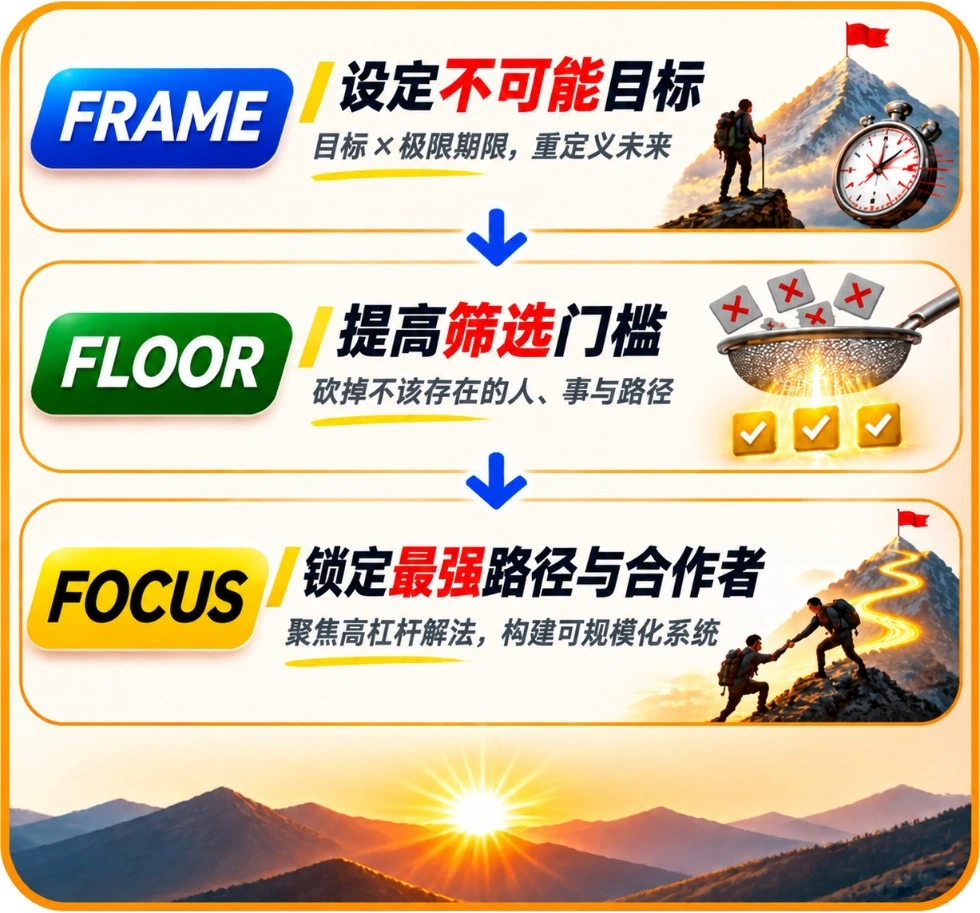 FRAME
设定不可能目标
目标 × 极限期限，重定义未来
FLOOR
提高筛选门槛
砍掉不该存在的人、事与路径
FOCUS
锁定最强路径与合作者
聚焦高杠杆解法，构建可规模化系统